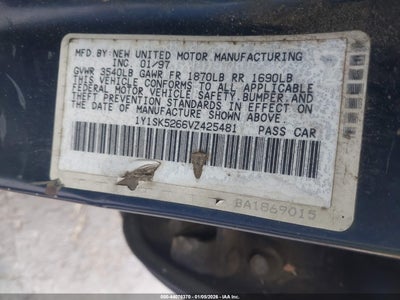 MFD.BY:NEW UNITED MOTOR MANUFACTURING
INC. 01/97
GVWR 3540LB GAWR FR 1870LB RR 1690LB
THIS VEHICLE CONFORMS TO ALL APPLICABLE
FEDERAL MOTOR VEHICLE SAFETY,BUMPER,AND
THEFT PREVENTION STANDARDS IN EFFECT ON
THE DATE OF MANUFACTURE SHOWN ABOVE.
1Y1SK5266VZ425481 PASS CAR
BA1869015